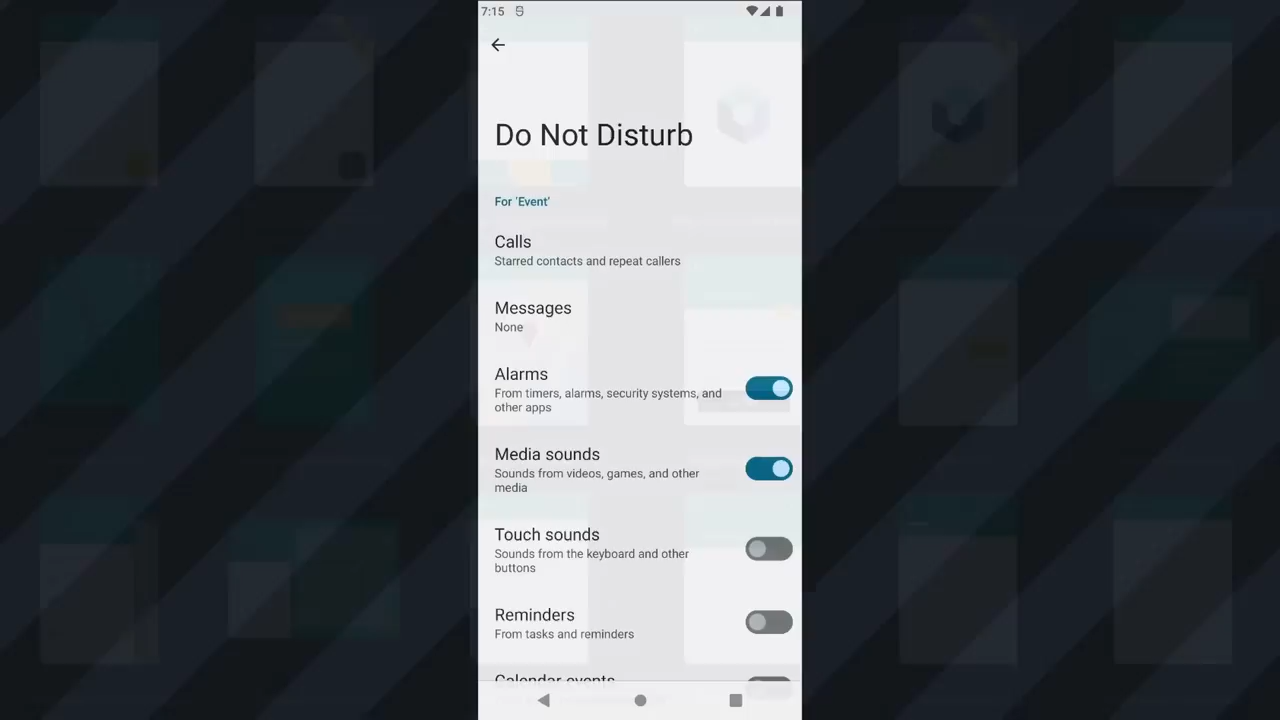 7:15
Do Not Disturb
For 'Event'
Calls
Starred contacts and repeat callers
Messages
None
Alarms
From timers, alarms, security systems, and
other apps
Media sounds
Sounds from videos, games, and other
media
Touch sounds
Sounds from the keyboard and other
buttons
Reminders
From tasks and reminders
Calendar events